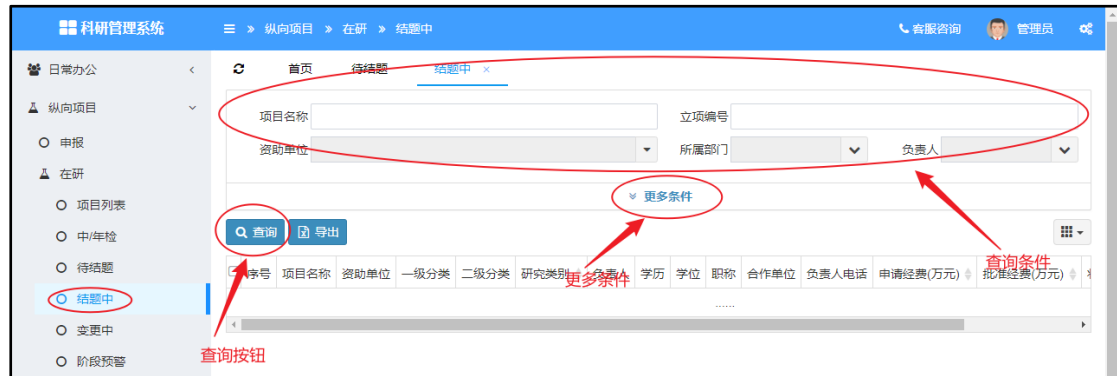 科研管理系统
纵向项目 » 在研 » 结题中
客服咨询
管理员
日常办公
纵向项目
申报
在研
项目列表
中/年检
待结题
结题中
变更中
阶段预警
首页 待结题 结题中 ×
项目名称 立项编号
资助单位 所属部门 负责人
更多条件
查询 导出
序号 项目名称 资助单位 一级分类 二级分类 研究类别 负责人 学历 学位 职称 合作单位 负责人电话 申请经费(万元) 批准经费(万元)
......
查询按钮
更多条件
查询条件